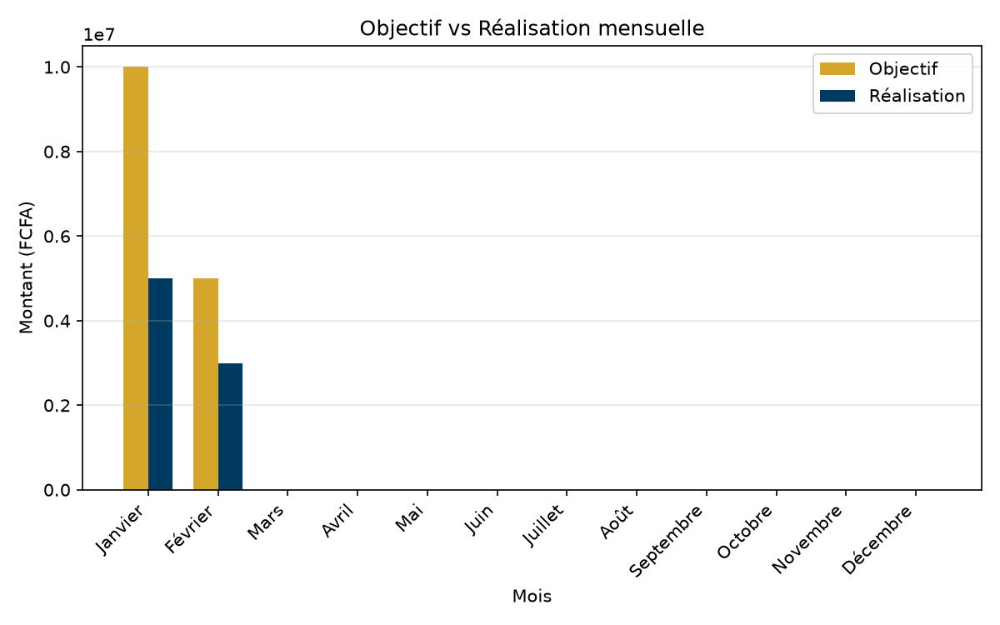 Objectif vs Réalisation mensuelle
1e7
Objectif
Réalisation
1.0
0.8
0.6
0.4
0.2
0.0
Montant (FCFA)
Janvier
Février
Mars
Avril
Mai
Juin
Juillet
Août
Septembre
Octobre
Novembre
Décembre
Mois